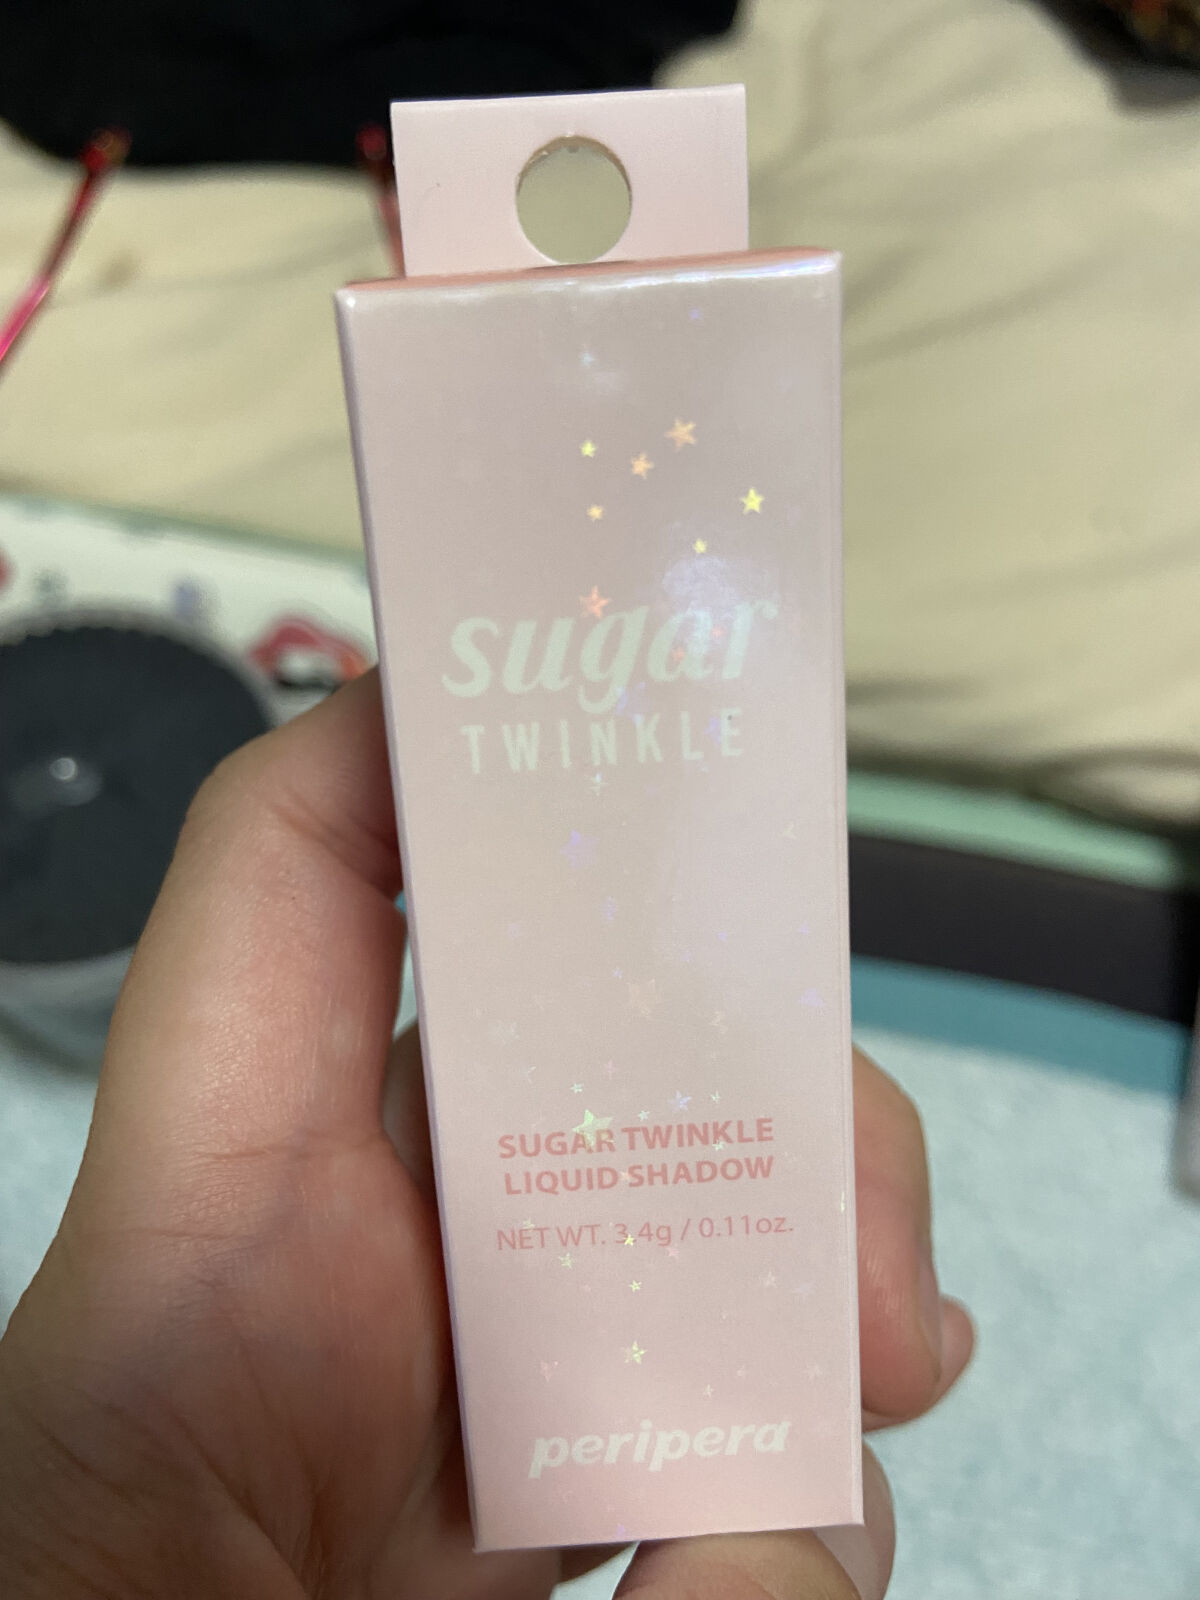 sugar
TWINKLE
SUGAR TWINKLE
LIQUID SHADOW
NET WT. 3.4g / 0.11oz.
peripera